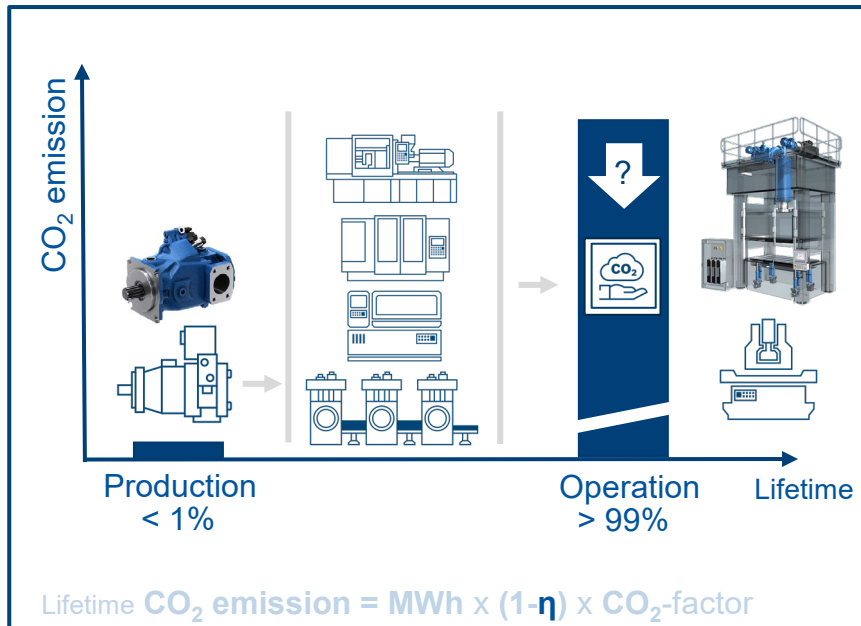 CO₂ emission
?
CO₂
Production
< 1%
Operation
> 99%
Lifetime
Lifetime CO₂ emission = MWh x (1-η) x CO₂-factor